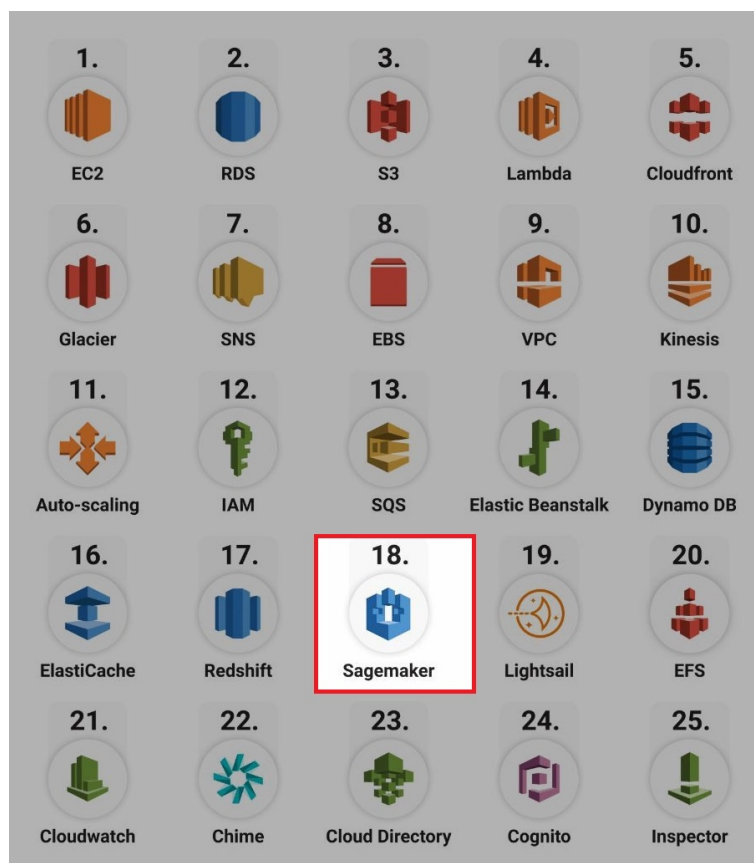 1. 2. 3. 4. 5.
EC2 RDS S3 Lambda Cloudfront
6. 7. 8. 9. 10.
Glacier SNS EBS VPC Kinesis
11. 12. 13. 14. 15.
Auto-scaling IAM SQS Elastic Beanstalk Dynamo DB
16. 17. 18. 19. 20.
ElastiCache Redshift Sagemaker Lightsail EFS
21. 22. 23. 24. 25.
Cloudwatch Chime Cloud Directory Cognito Inspector